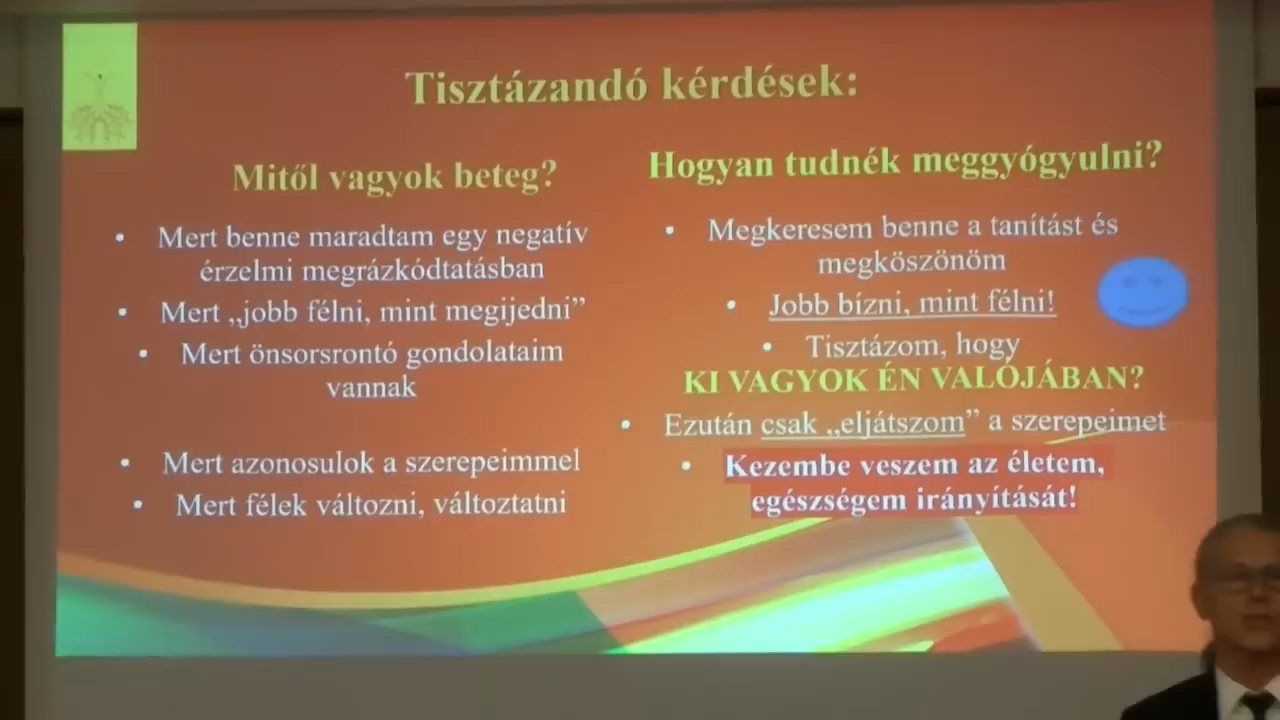 Tisztázandó kérdések:
Mitől vagyok beteg?
• Mert benne maradtam egy negatív
érzelmi megrázkódtatásban
• Mert „jobb félni, mint megijedni”
• Mert önsorsrontó gondolataim
vannak
• Mert azonosulok a szerepeimmel
• Mert félek változni, változtatni
Hogyan tudnék meggyógyulni?
• Megkeresem benne a tanítást és
megköszönöm
• Jobb bízni, mint félni!
• Tisztázom, hogy
KI VAGYOK ÉN VALÓJÁBAN?
• Ezután csak „eljátszom” a szerepeimet
• Kezembe veszem az életem,
egészségem irányítását!